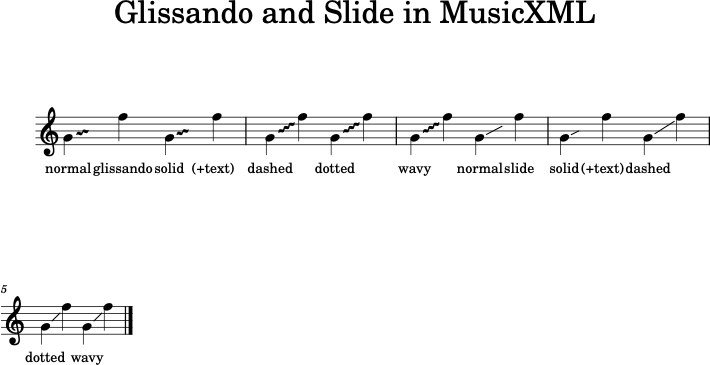 Glissando and Slide in MusicXML
normal glissando solid (+text) dashed dotted wavy normal slide solid (+text) dashed
5
dotted wavy